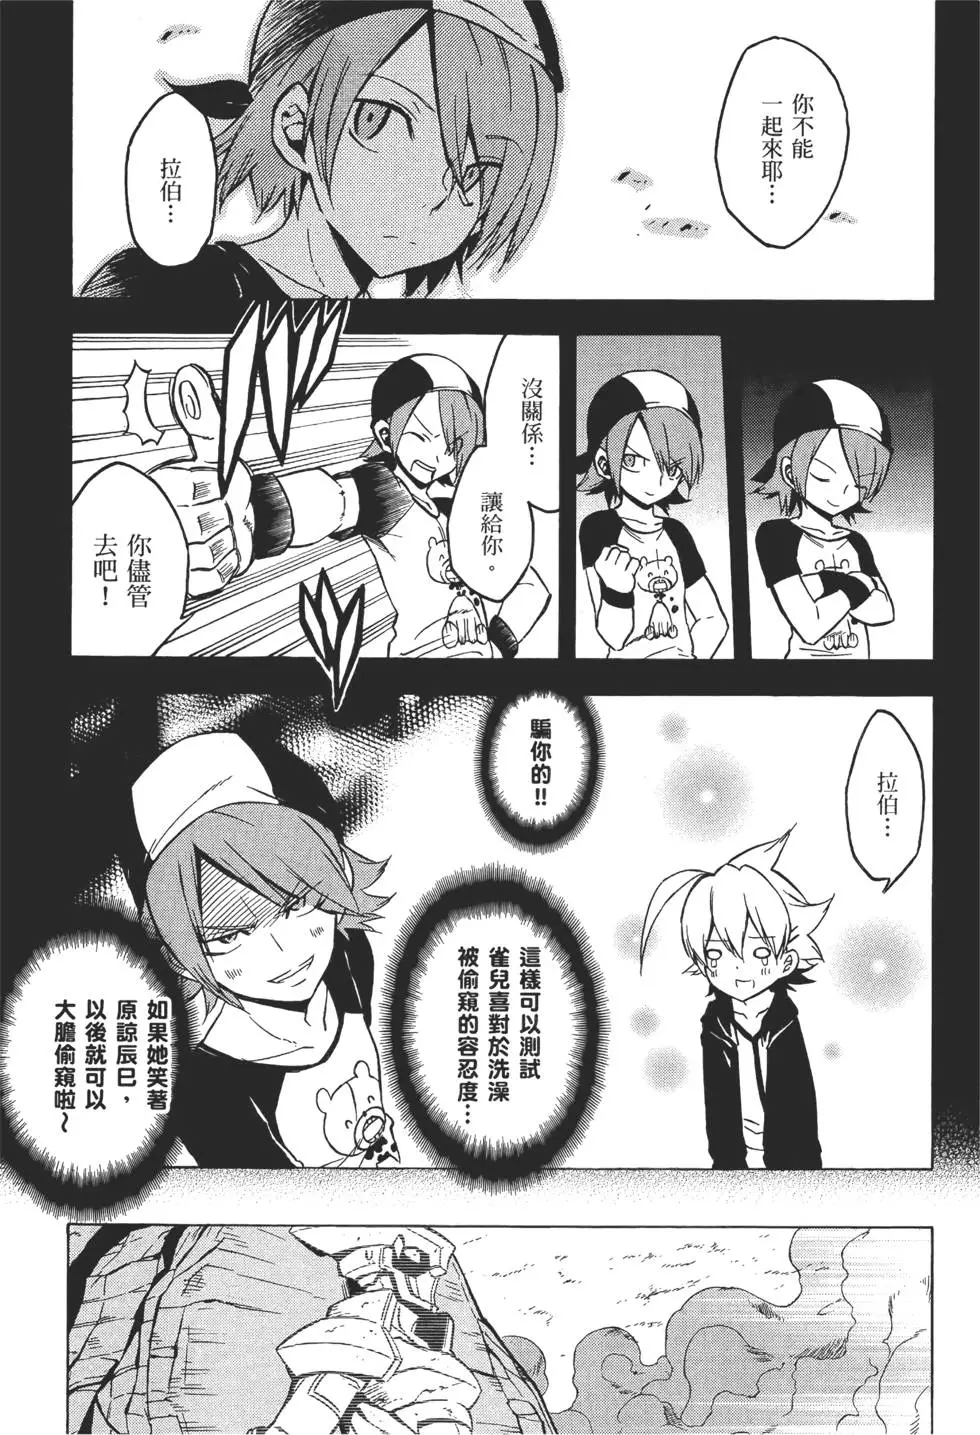 你不能
一起來耶…
拉伯…
沒關係…
讓給你。
你儘管
去吧！
拉伯…
騙你的!!
這樣可以測試
雀兒喜對於洗澡
被偷窺的容忍度…
如果她笑著
原諒辰巳，
以後就可以
大膽偷窺啦～